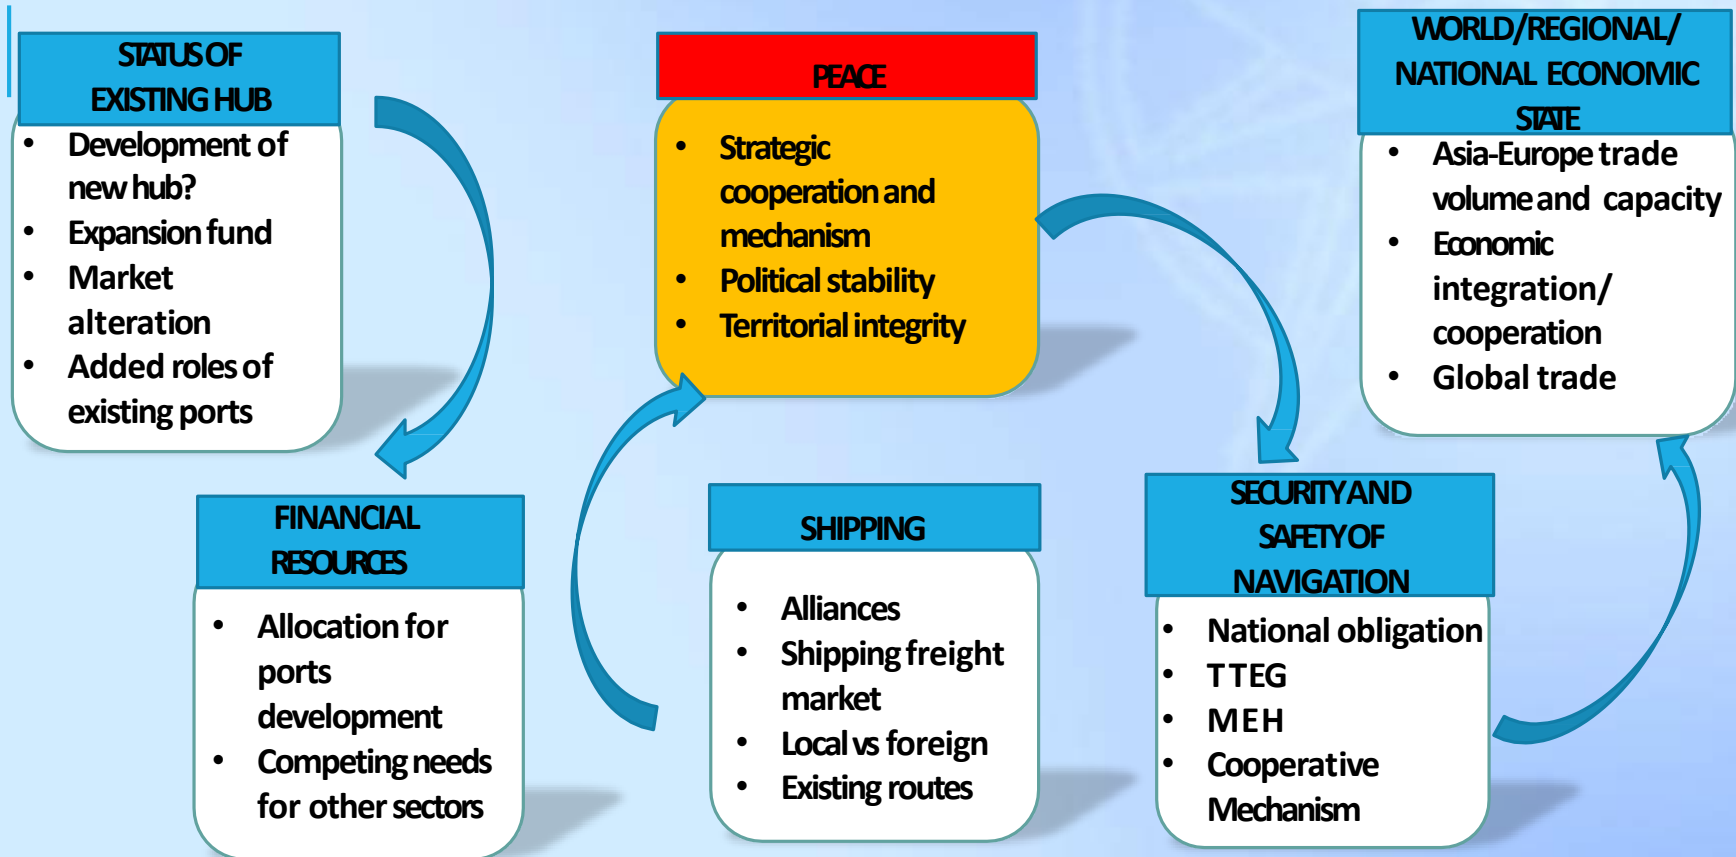 STATUS OF
EXISTING HUB
• Development of
new hub?
• Expansion fund
• Market
alteration
• Added roles of
existing ports
FINANCIAL
RESOURCES
• Allocation for
ports
development
• Competing needs
for other sectors
PEACE
• Strategic
cooperation and
mechanism
• Political stability
• Territorial integrity
SHIPPING
• Alliances
• Shipping freight
market
• Local vs foreign
• Existing routes
SECURITY AND
SAFETY OF
NAVIGATION
• National obligation
• TTEG
• MEH
• Cooperative
Mechanism
WORLD/REGIONAL/
NATIONAL ECONOMIC
STATE
• Asia-Europe trade
volume and capacity
• Economic
integration/
cooperation
• Global trade